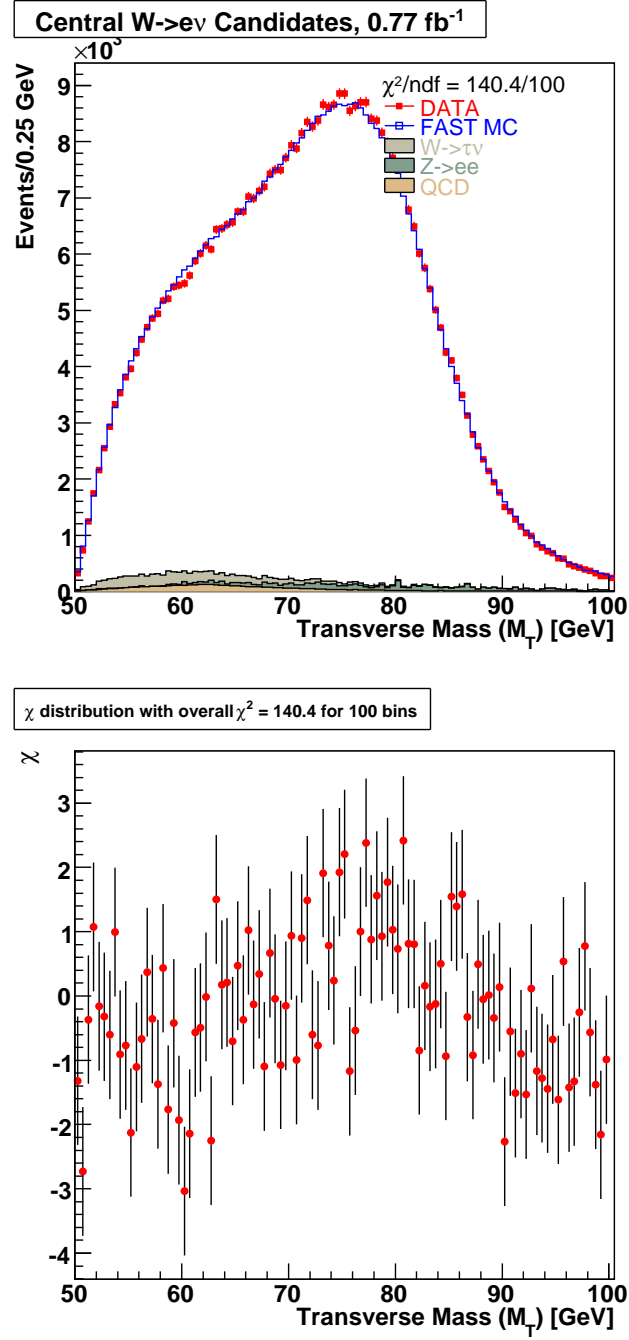 Central W->eν Candidates, 0.77 fb⁻¹
×10³
Events/0.25 GeV
9
8
7
6
5
4
3
2
1
0
χ²/ndf = 140.4/100
DATA
FAST MC
W->τν
Z->ee
QCD
50 60 70 80 90 100
Transverse Mass (M_T) [GeV]
χ distribution with overall χ² = 140.4 for 100 bins
χ
3
2
1
0
-1
-2
-3
-4
50 60 70 80 90 100
Transverse Mass (M_T) [GeV]